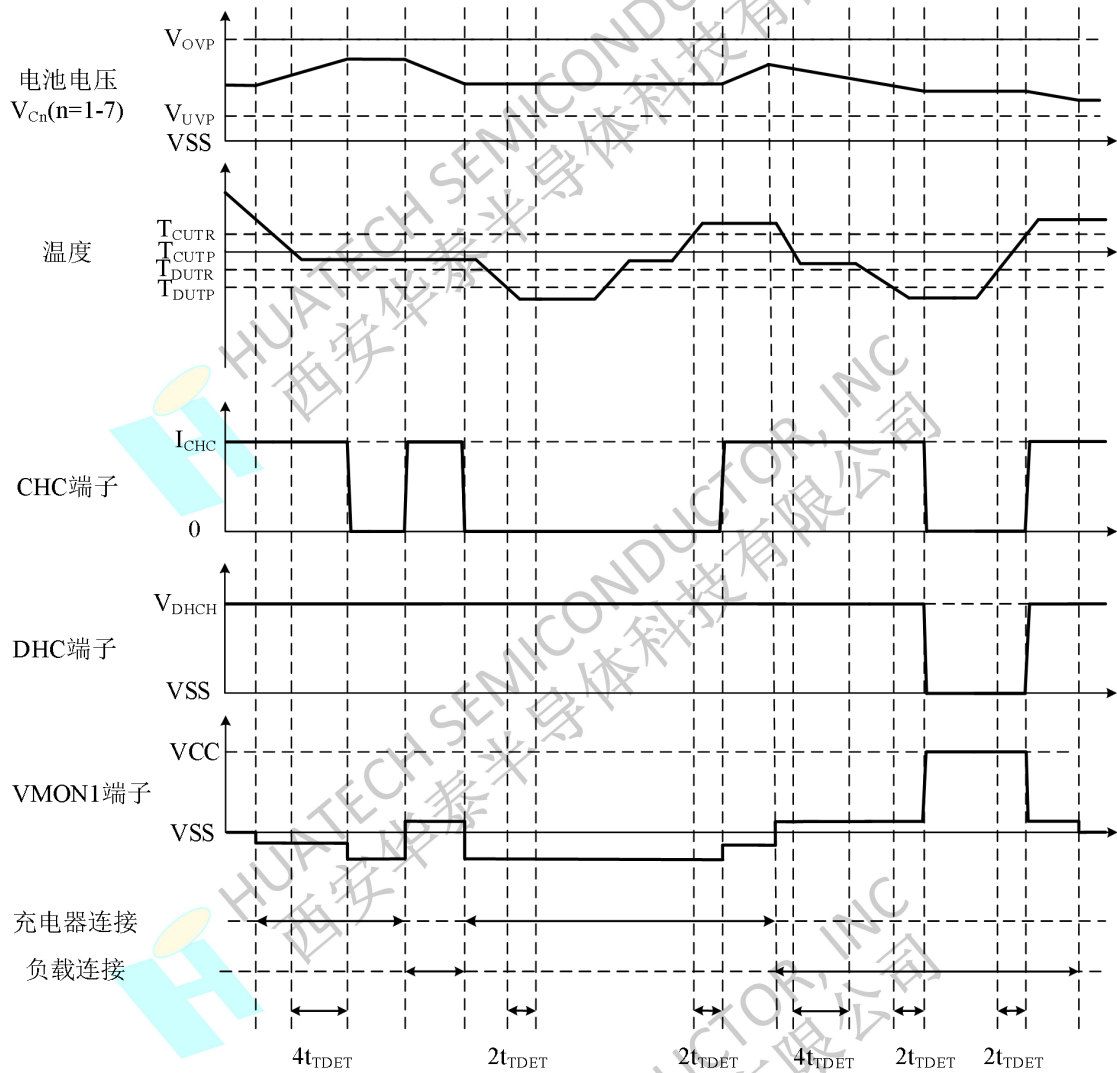 V_OVP
电池电压
V_Cn(n=1-7)
V_UVP
VSS
温度
T_CUTR
T_CUTP
T_DUTR
T_DUTP
I_CHC
CHC端子
0
V_DHCH
DHC端子
VSS
VCC
VMON1端子
VSS
充电器连接
负载连接
4t_TDET
2t_TDET
2t_TDET
4t_TDET
2t_TDET
2t_TDET
HUATECH SEMICONDUCTOR, INC
西安华泰半导体科技有限公司
HUATECH SEMICONDUCTOR, INC
西安华泰半导体科技有限公司